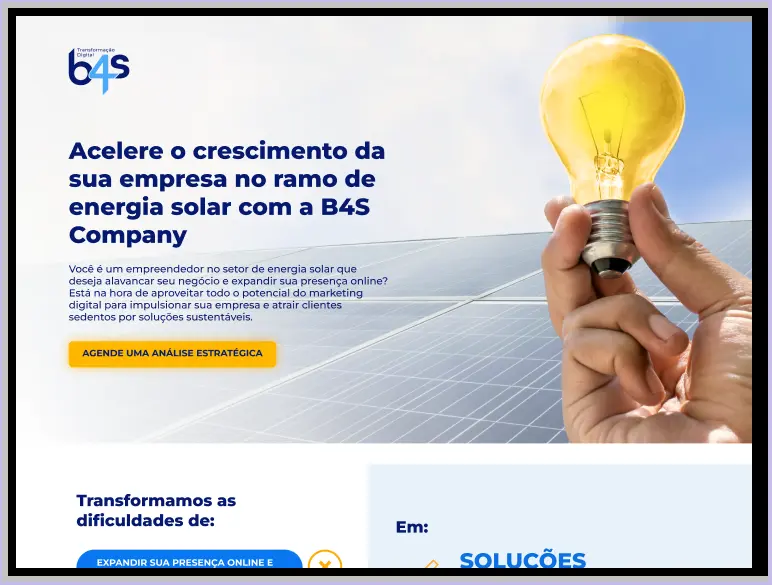 Transformação
Digital
b4s
Acelere o crescimento da
sua empresa no ramo de
energia solar com a B4S
Company
Você é um empreendedor no setor de energia solar que
deseja alavancar seu negócio e expandir sua presença online?
Está na hora de aproveitar todo o potencial do marketing
digital para impulsionar sua empresa e atrair clientes
sedentos por soluções sustentáveis.
AGENDE UMA ANÁLISE ESTRATÉGICA
Transformamos as
dificuldades de:
EXPANDIR SUA PRESENÇA ONLINE E
Em:
SOLUÇÕES